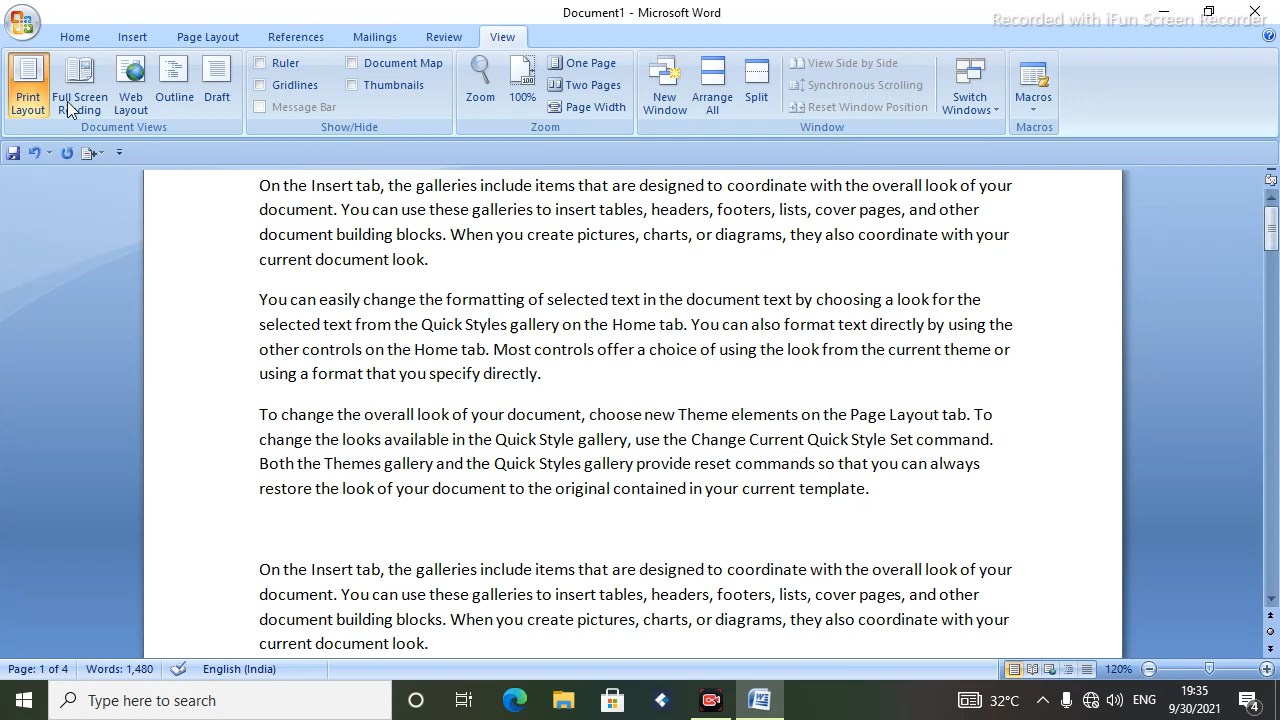 Document1 - Microsoft Word
Recorded with iFun Screen Recorder
Home Insert Page Layout References Mailings Review View
Print Layout
Full Screen Reading
Web Layout
Outline
Draft
Document Views
Ruler
Gridlines
Message Bar
Document Map
Thumbnails
Show/Hide
Zoom
100%
One Page
Two Pages
Page Width
Zoom
New Window
Arrange All
Split
View Side by Side
Synchronous Scrolling
Reset Window Position
Switch Windows
Window
Macros
Macros
On the Insert tab, the galleries include items that are designed to coordinate with the overall look of your
document. You can use these galleries to insert tables, headers, footers, lists, cover pages, and other
document building blocks. When you create pictures, charts, or diagrams, they also coordinate with your
current document look.
You can easily change the formatting of selected text in the document text by choosing a look for the
selected text from the Quick Styles gallery on the Home tab. You can also format text directly by using the
other controls on the Home tab. Most controls offer a choice of using the look from the current theme or
using a format that you specify directly.
To change the overall look of your document, choose new Theme elements on the Page Layout tab. To
change the looks available in the Quick Style gallery, use the Change Current Quick Style Set command.
Both the Themes gallery and the Quick Styles gallery provide reset commands so that you can always
restore the look of your document to the original contained in your current template.
On the Insert tab, the galleries include items that are designed to coordinate with the overall look of your
document. You can use these galleries to insert tables, headers, footers, lists, cover pages, and other
document building blocks. When you create pictures, charts, or diagrams, they also coordinate with your
current document look.
Page: 1 of 4 Words: 1,480 English (India) 120%
Type here to search
32°C
ENG
19:35
9/30/2021
4